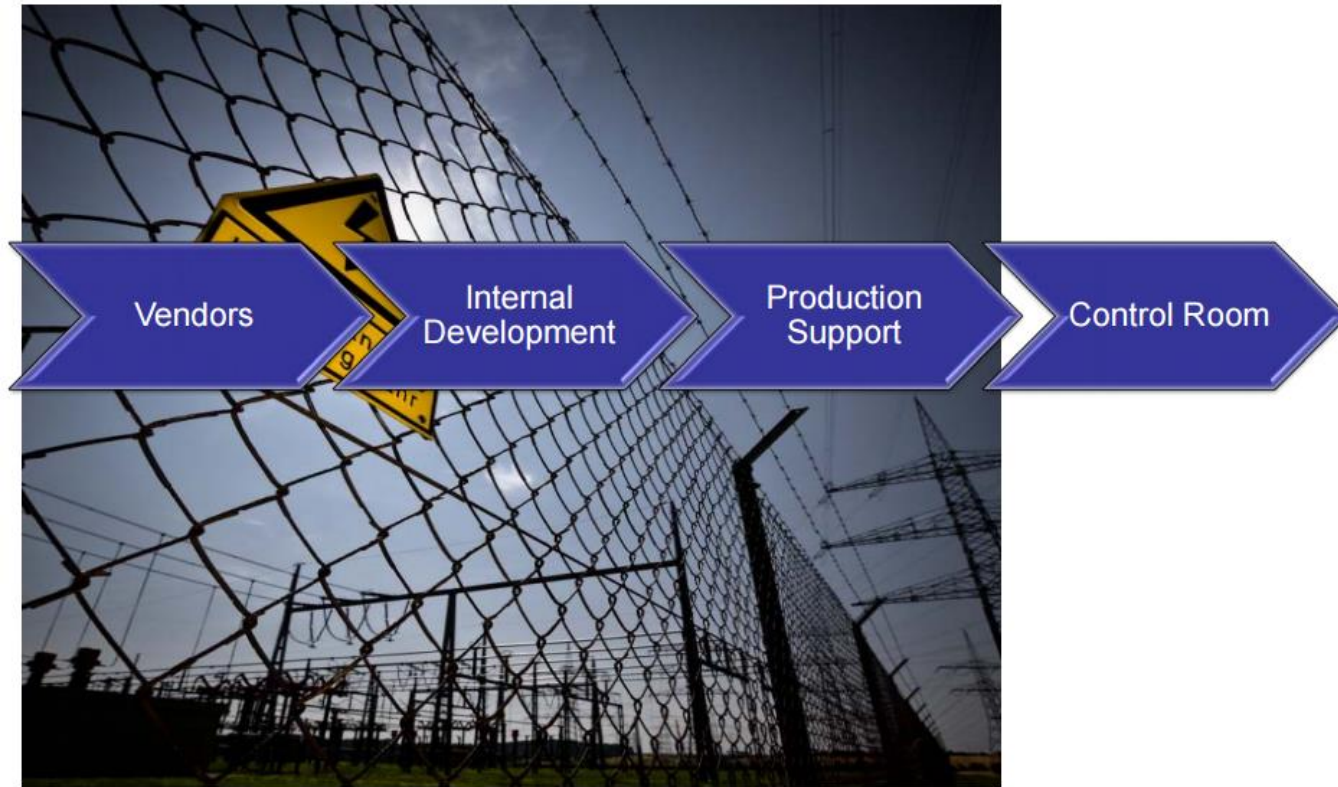 Vendors
Internal
Development
Production
Support
Control Room